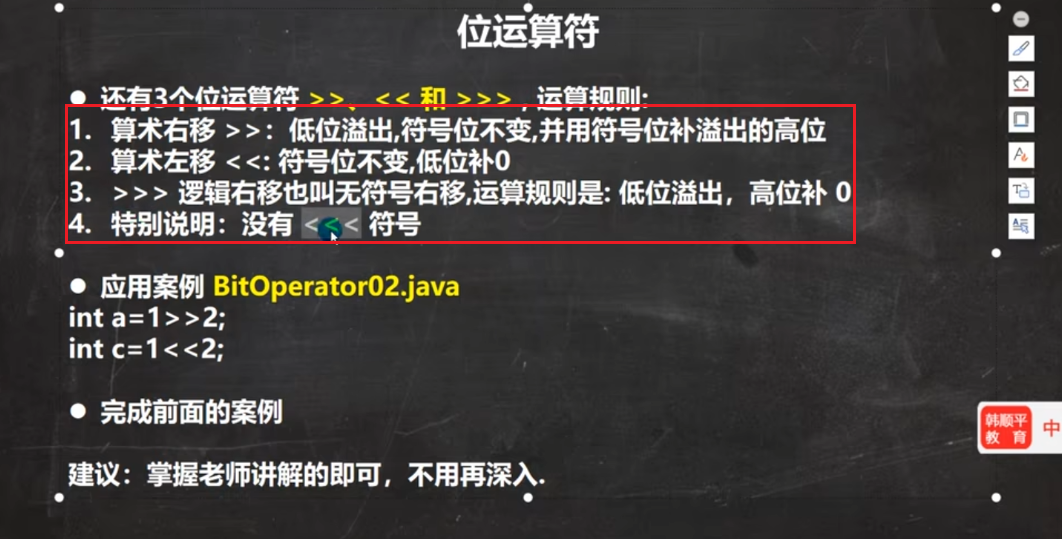 位运算符
● 还有3个位运算符 >>、<< 和 >>> , 运算规则:
1. 算术右移 >>：低位溢出,符号位不变,并用符号位补溢出的高位
2. 算术左移 <<: 符号位不变,低位补0
3. >>> 逻辑右移也叫无符号右移,运算规则是: 低位溢出，高位补 0
4. 特别说明：没有 <<< 符号
● 应用案例 BitOperator02.java
int a=1>>2;
int c=1<<2;
● 完成前面的案例
韩顺平
教 育
中
建议：掌握老师讲解的即可，不用再深入.